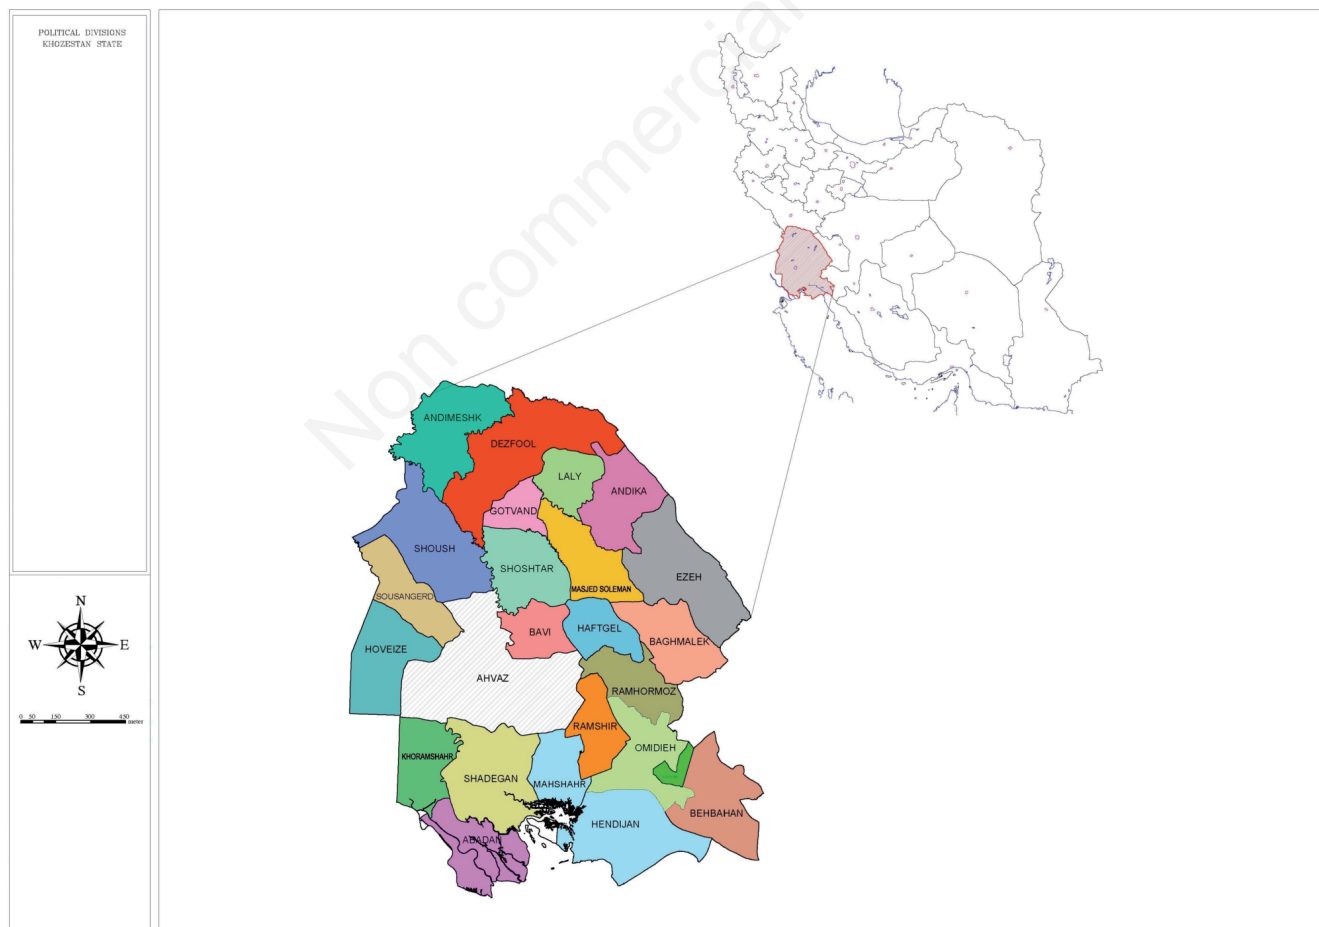 POLITICAL DIVISIONS
KHOZESTAN STATE
N
W
E
S
0 50 150 300 450 meter
Non commercial
ANDIMESHK
DEZFOOL
LALY
ANDIKA
GOTVAND
SHOUSH
SHOSHTAR
EZEH
MASJED SOLEMAN
SOUSANGERD
BAVI
HAFTGEL
BAGHMALEK
HOVEIZE
AHVAZ
RAMHORMOZ
RAMSHIR
OMIDIEH
KHORAMSHAHR
SHADEGAN
MAHSHAHR
BEHBAHAN
HENDIJAN
ABADAN